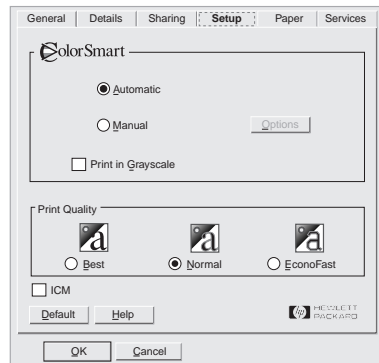 General Details Sharing Setup Paper Services
ColorSmart
Automatic
Manual Options
Print in Grayscale
Print Quality
a a a
Best Normal EconoFast
ICM
Default Help
hp HEWLETT
PACKARD
OK Cancel